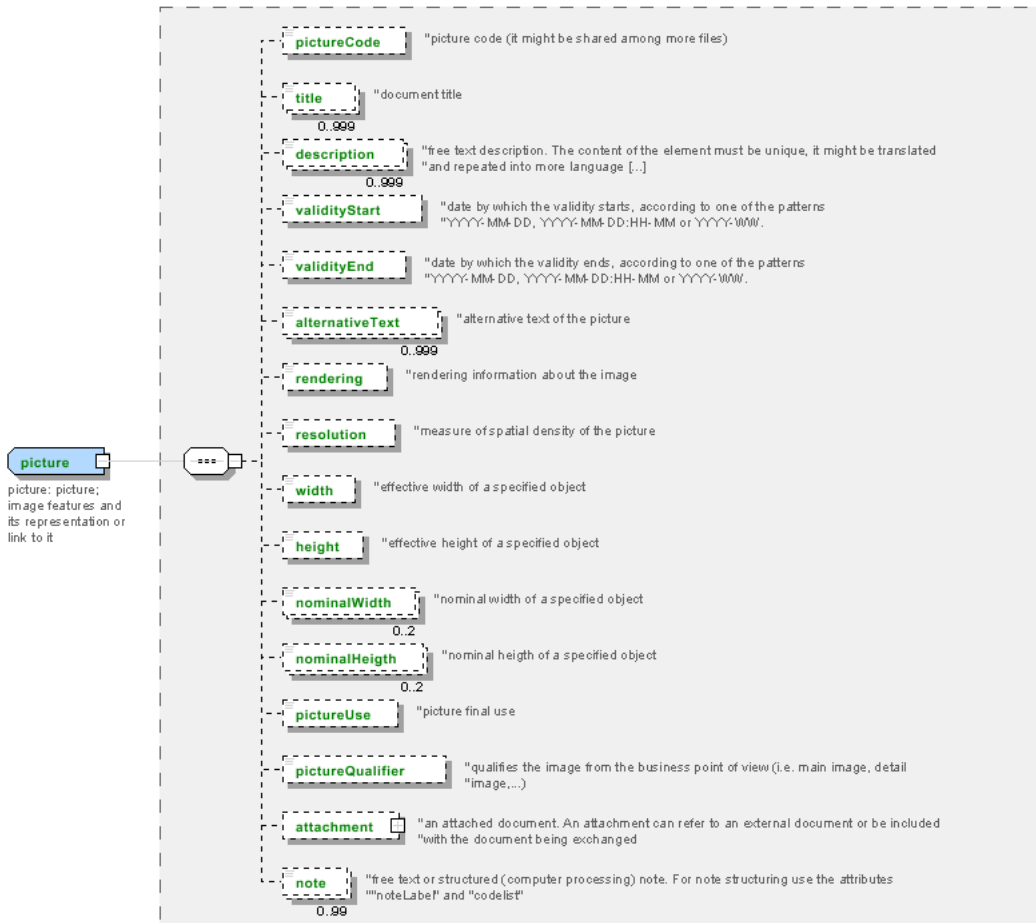 pictureCode
"picture code (it might be shared among more files)
title
"document title
0..999
description
"free text description. The content of the element must be unique, it might be translated
"and repeated into more language [...]
0..999
validityStart
"date by which the validity starts, according to one of the patterns
"YYYY-MM-DD, YYYY-MM-DD:HH-MM or YYYY-WW.
validityEnd
"date by which the validity ends, according to one of the patterns
"YYYY-MM-DD, YYYY-MM-DD:HH-MM or YYYY-WW.
alternativeText
"alternative text of the picture
0..999
rendering
"rendering information about the image
resolution
"measure of spatial density of the picture
picture
picture: picture;
image features and
its representation or
link to it
width
"effective width of a specified object
height
"effective height of a specified object
nominalWidth
"nominal width of a specified object
0..2
nominalHeigth
"nominal heigth of a specified object
0..2
pictureUse
"picture final use
pictureQualifier
"qualifies the image from the business point of view (i.e. main image, detail
"image,...)
attachment
"an attached document. An attachment can refer to an external document or be included
"with the document being exchanged
note
"free text or structured (computer processing) note. For note structuring use the attributes
""noteLabel" and "codelist"
0..99